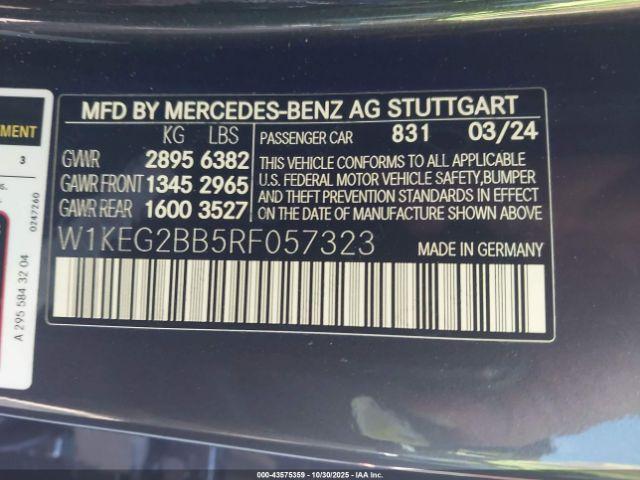 MFD BY MERCEDES-BENZ AG STUTTGART
KG LBS
GVWR 2895 6382
GAWR FRONT 1345 2965
GAWR REAR 1600 3527
PASSENGER CAR 831 03/24
THIS VEHICLE CONFORMS TO ALL APPLICABLE
U.S. FEDERAL MOTOR VEHICLE SAFETY,BUMPER
AND THEFT PREVENTION STANDARDS IN EFFECT
ON THE DATE OF MANUFACTURE SHOWN ABOVE
W1KEG2BB5RF057323
MADE IN GERMANY
3
0247260
A 295 584 32 04
000-43575359 - 10/30/2025 - IAAI.COM